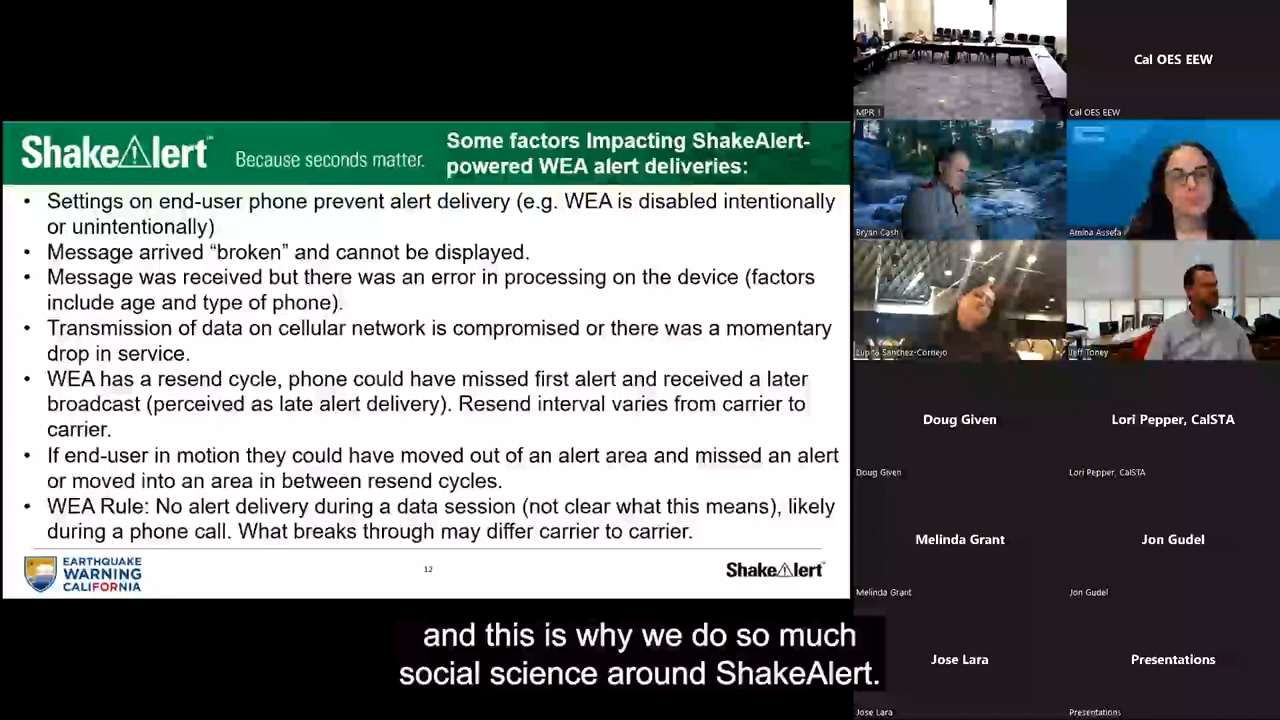 ShakeAlert
Because seconds matter.
Some factors Impacting ShakeAlert-
powered WEA alert deliveries:
• Settings on end-user phone prevent alert delivery (e.g. WEA is disabled intentionally
or unintentionally)
• Message arrived “broken” and cannot be displayed.
• Message was received but there was an error in processing on the device (factors
include age and type of phone).
• Transmission of data on cellular network is compromised or there was a momentary
drop in service.
• WEA has a resend cycle, phone could have missed first alert and received a later
broadcast (perceived as late alert delivery). Resend interval varies from carrier to
carrier.
• If end-user in motion they could have moved out of an alert area and missed an alert
or moved into an area in between resend cycles.
• WEA Rule: No alert delivery during a data session (not clear what this means), likely
during a phone call. What breaks through may differ carrier to carrier.
EARTHQUAKE
WARNING
CALIFORNIA
12
ShakeAlert
and this is why we do so much
social science around ShakeAlert.
MPR 1
Cal OES EEW
Cal OES EEW
Bryan Cash
Amina Assefa
Lupita Sanchez-Cornejo
Jeff Toney
Doug Given
Doug Given
Lori Pepper, CalSTA
Lori Pepper, CalSTA
Melinda Grant
Melinda Grant
Jon Gudel
Jon Gudel
Jose Lara
Jose Lara
Presentations
Presentations